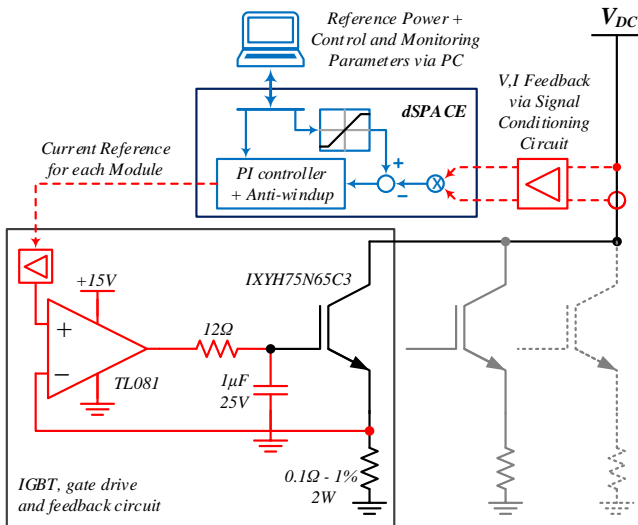 Reference Power +
Control and Monitoring
Parameters via PC
V_DC
dSPACE
V,I Feedback
via Signal
Conditioning
Circuit
Current Reference
for each Module
PI controller
+ Anti-windup
+
−
X
IXYH75N65C3
+15V
12Ω
+
−
TL081
1μF
25V
0.1Ω - 1%
2W
IGBT, gate drive
and feedback circuit